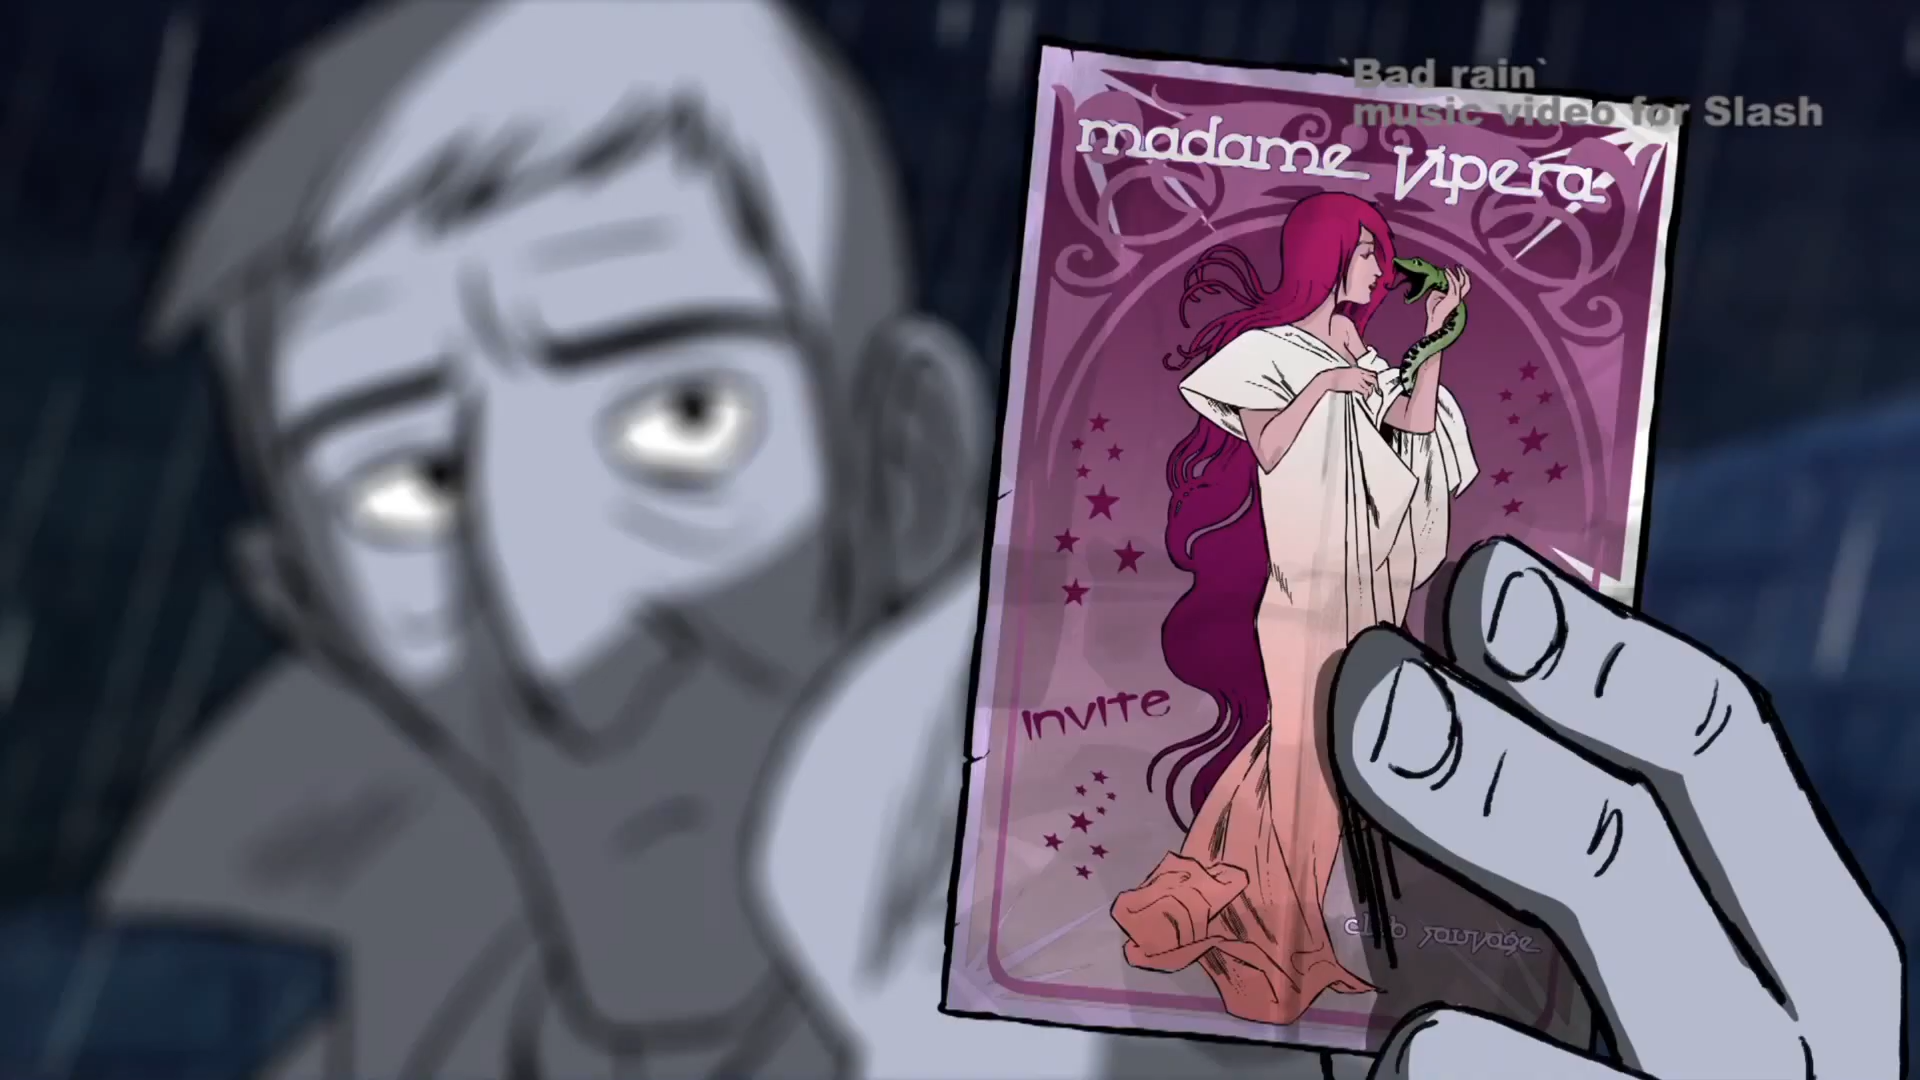 `Bad rain`
music video for Slash
madame Vipera
invite
club sauvage